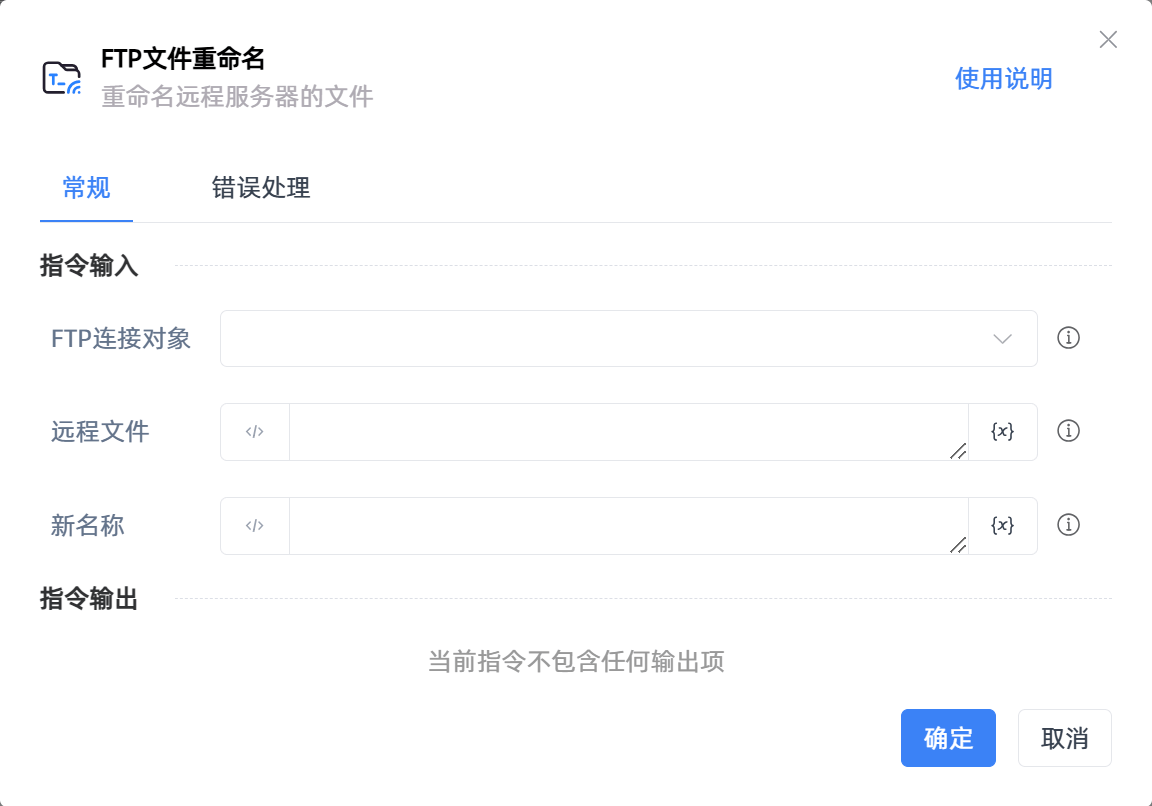 FTP文件重命名
重命名远程服务器的文件
使用说明
常规
错误处理
指令输入
FTP连接对象
远程文件
</>
{x}
新名称
</>
{x}
指令输出
当前指令不包含任何输出项
确定
取消